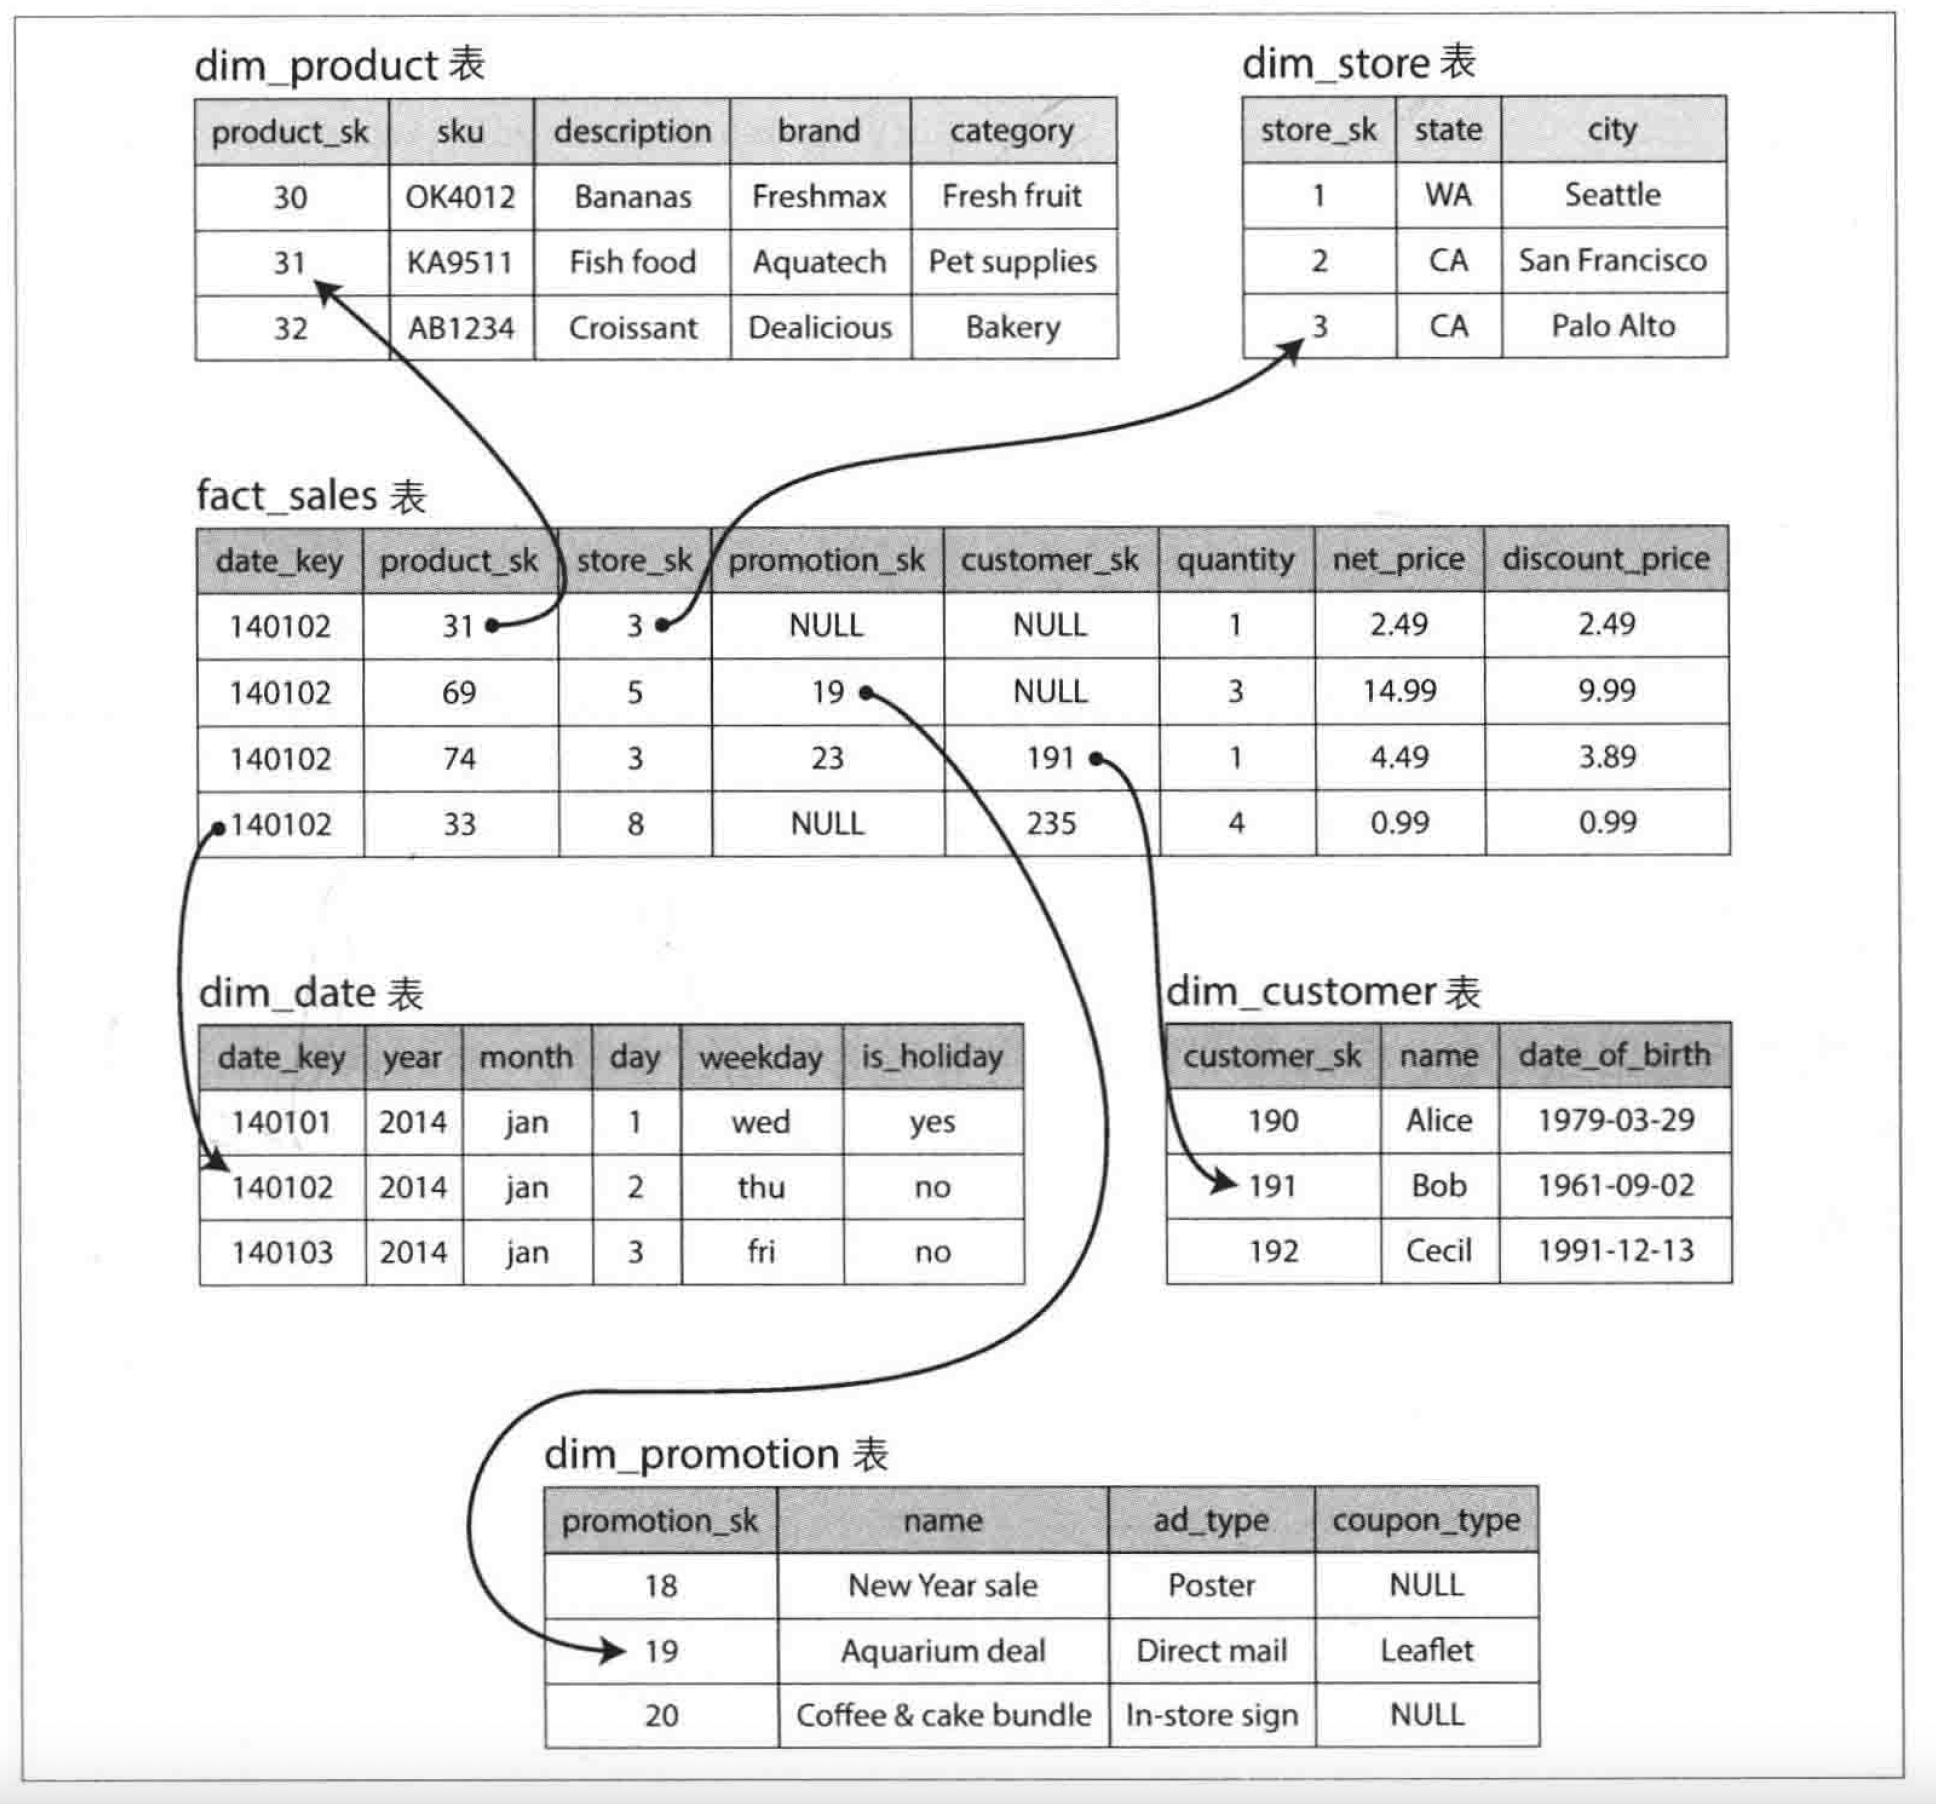 dim_product 表
product_sk sku description brand category
30 OK4012 Bananas Freshmax Fresh fruit
31 KA9511 Fish food Aquatech Pet supplies
32 AB1234 Croissant Dealicious Bakery
dim_store 表
store_sk state city
1 WA Seattle
2 CA San Francisco
3 CA Palo Alto
fact_sales 表
date_key product_sk store_sk promotion_sk customer_sk quantity net_price discount_price
140102 31 3 NULL NULL 1 2.49 2.49
140102 69 5 19 NULL 3 14.99 9.99
140102 74 3 23 191 1 4.49 3.89
140102 33 8 NULL 235 4 0.99 0.99
dim_date 表
date_key year month day weekday is_holiday
140101 2014 jan 1 wed yes
140102 2014 jan 2 thu no
140103 2014 jan 3 fri no
dim_customer 表
customer_sk name date_of_birth
190 Alice 1979-03-29
191 Bob 1961-09-02
192 Cecil 1991-12-13
dim_promotion 表
promotion_sk name ad_type coupon_type
18 New Year sale Poster NULL
19 Aquarium deal Direct mail Leaflet
20 Coffee & cake bundle In-store sign NULL